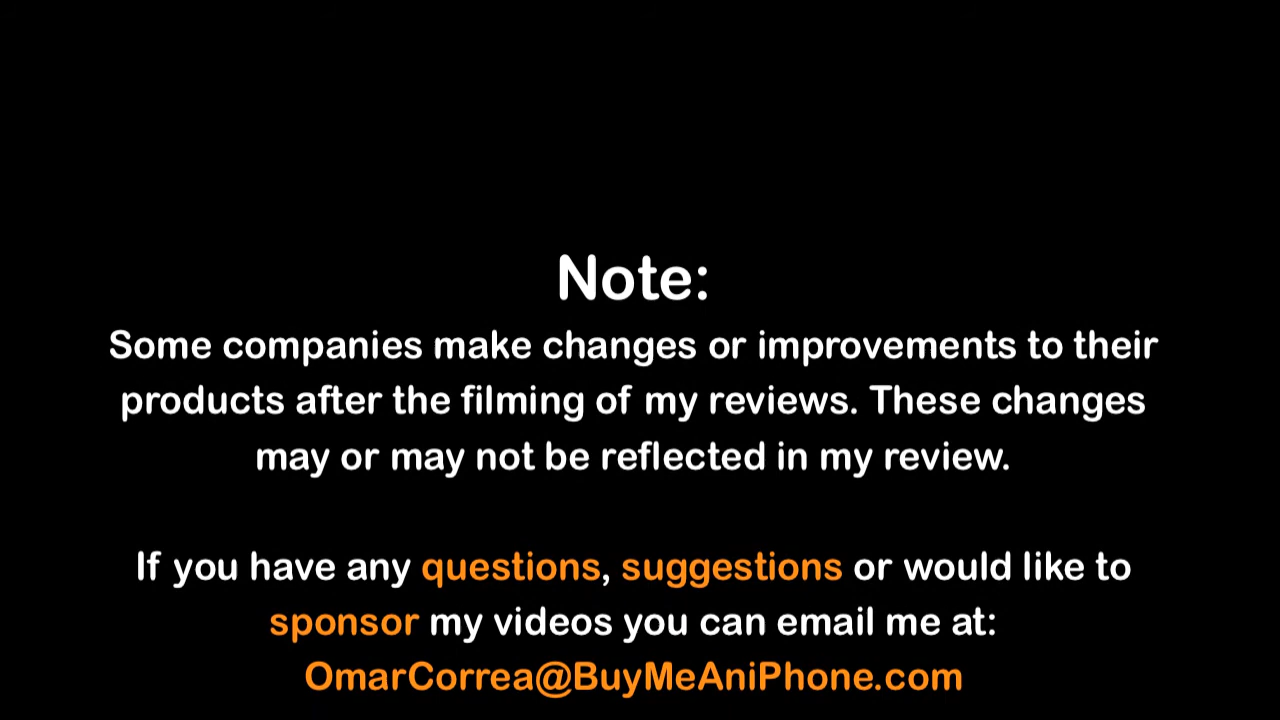 Note:
Some companies make changes or improvements to their
products after the filming of my reviews. These changes
may or may not be reflected in my review.
If you have any questions, suggestions or would like to
sponsor my videos you can email me at:
OmarCorrea@BuyMeAniPhone.com